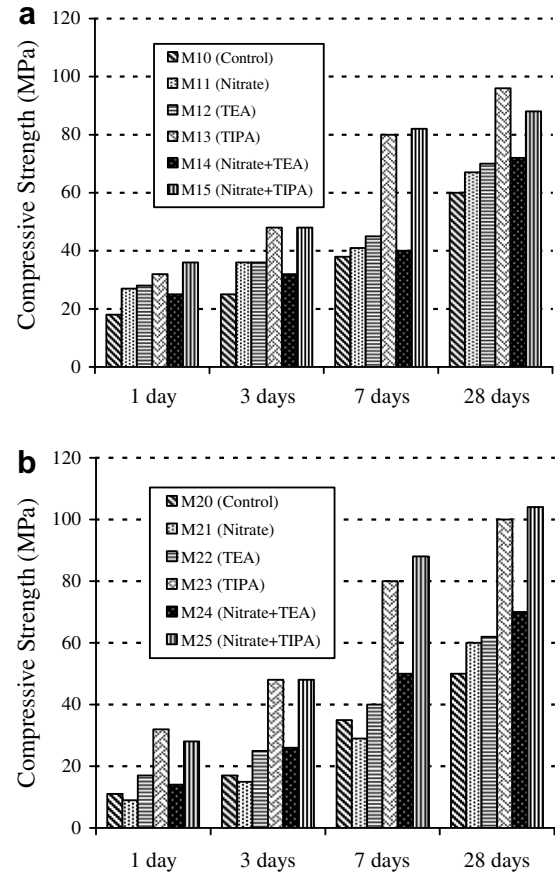 a
Compressive Strength (MPa)
120
100
80
60
40
20
0
M10 (Control)
M11 (Nitrate)
M12 (TEA)
M13 (TIPA)
M14 (Nitrate+TEA)
M15 (Nitrate+TIPA)
1 day 3 days 7 days 28 days
b
Compressive Strength (MPa)
120
100
80
60
40
20
0
M20 (Control)
M21 (Nitrate)
M22 (TEA)
M23 (TIPA)
M24 (Nitrate+TEA)
M25 (Nitrate+TIPA)
1 day 3 days 7 days 28 days